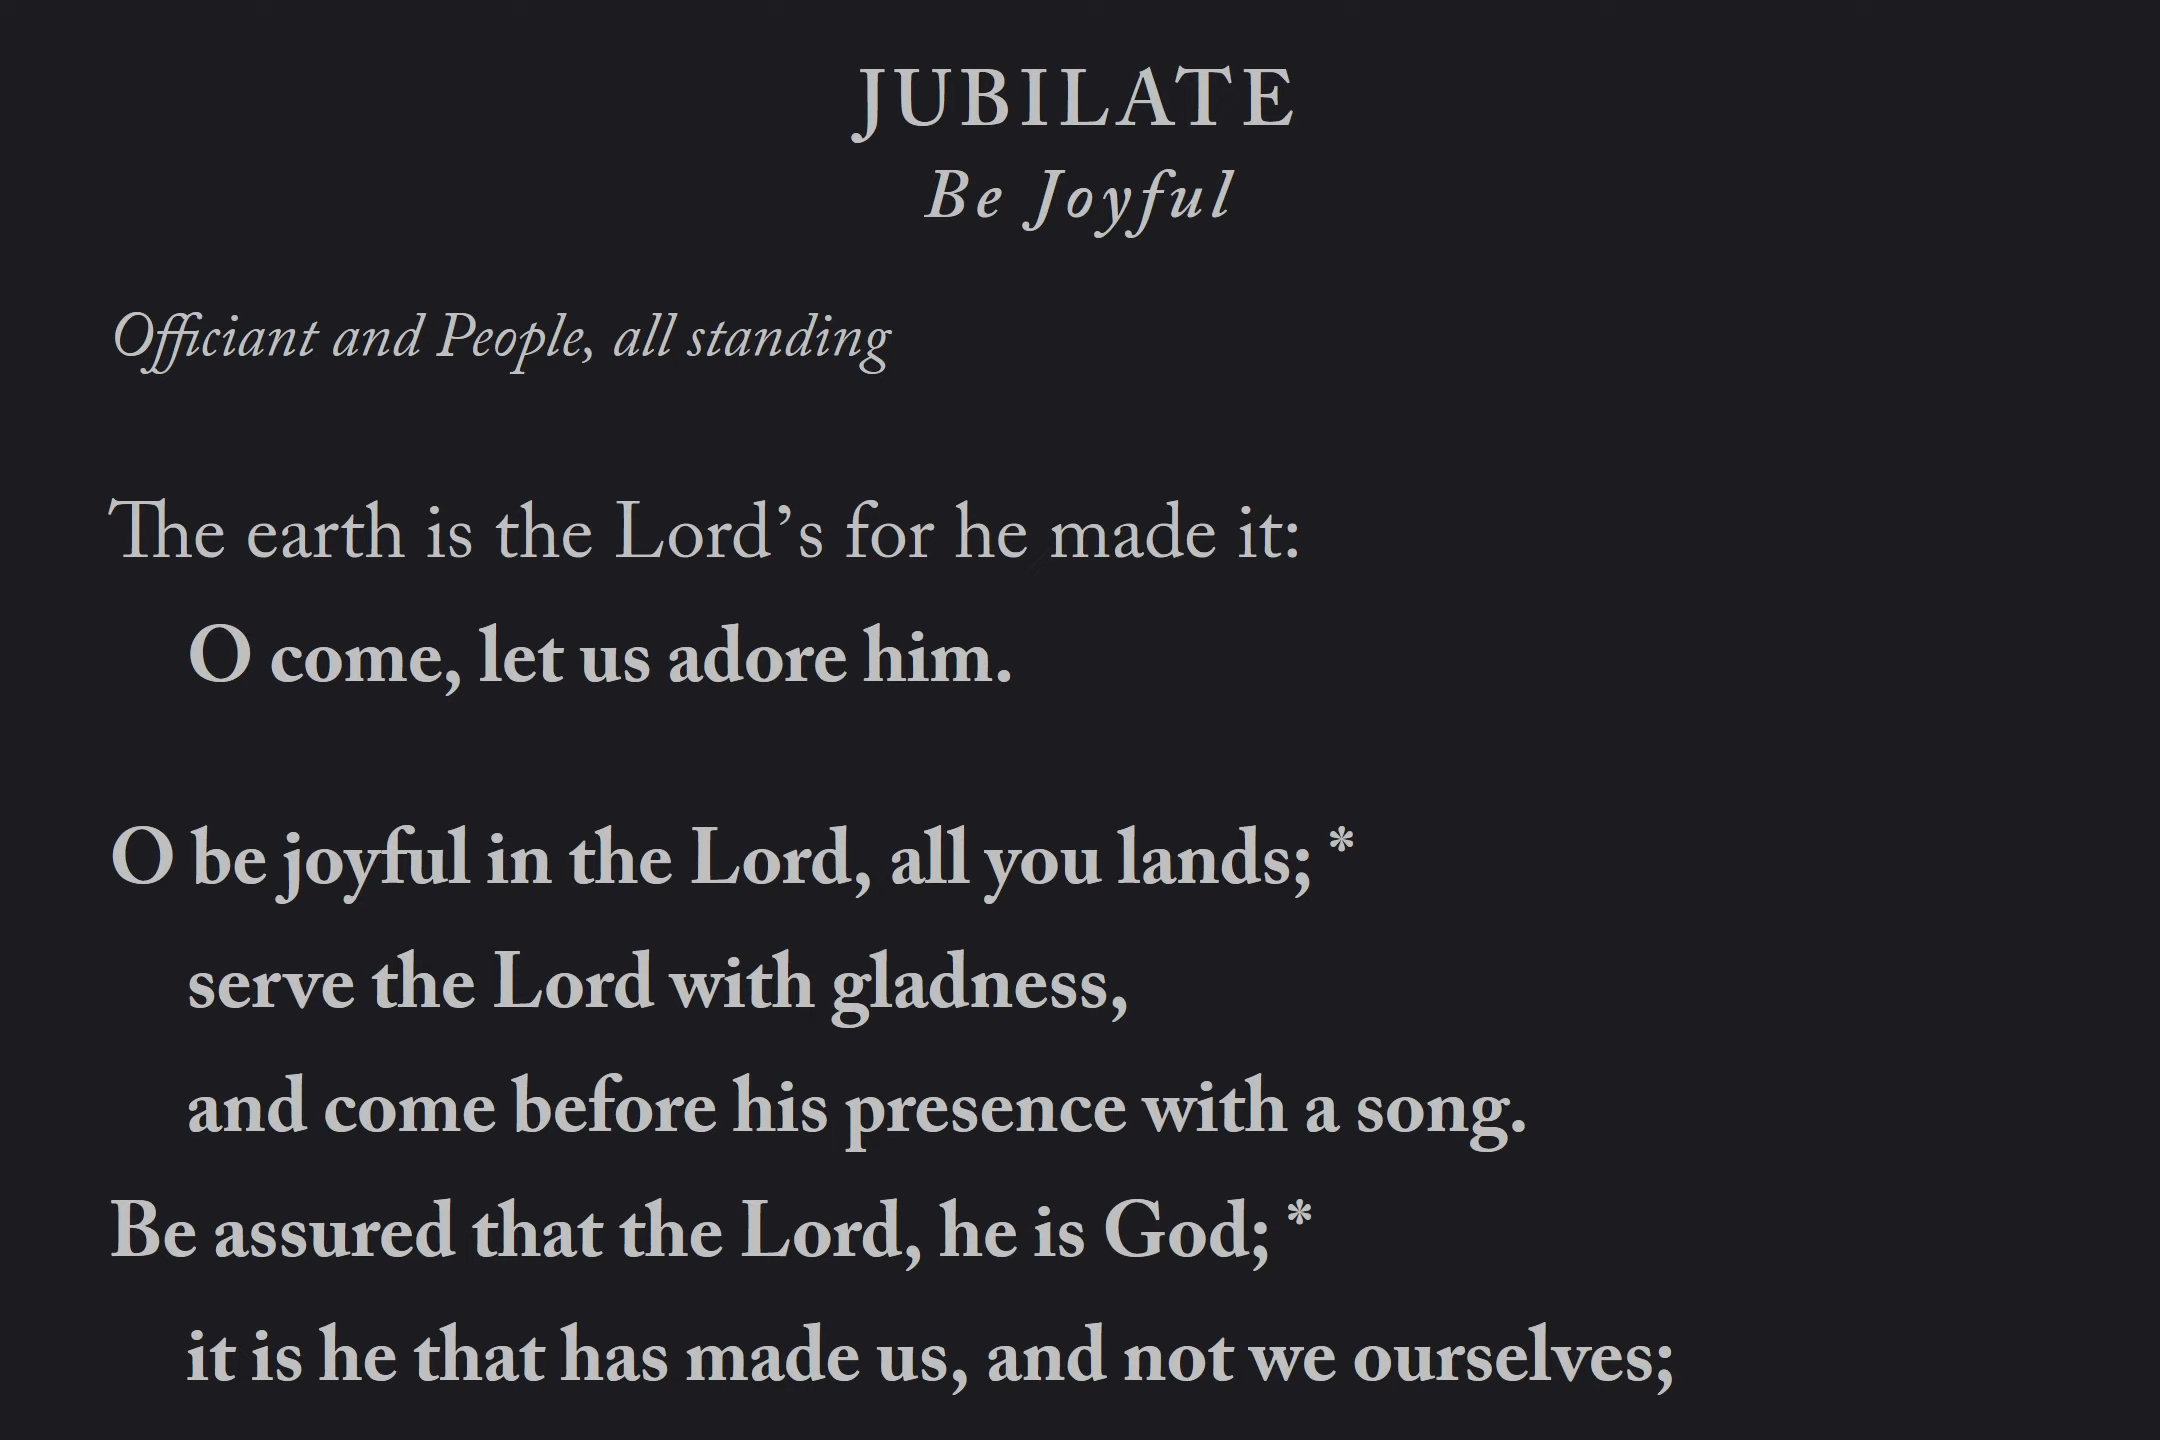 JUBILATE
Be Joyful
Officiant and People, all standing
The earth is the Lord’s for he made it:
O come, let us adore him.
O be joyful in the Lord, all you lands; *
serve the Lord with gladness,
and come before his presence with a song.
Be assured that the Lord, he is God; *
it is he that has made us, and not we ourselves;